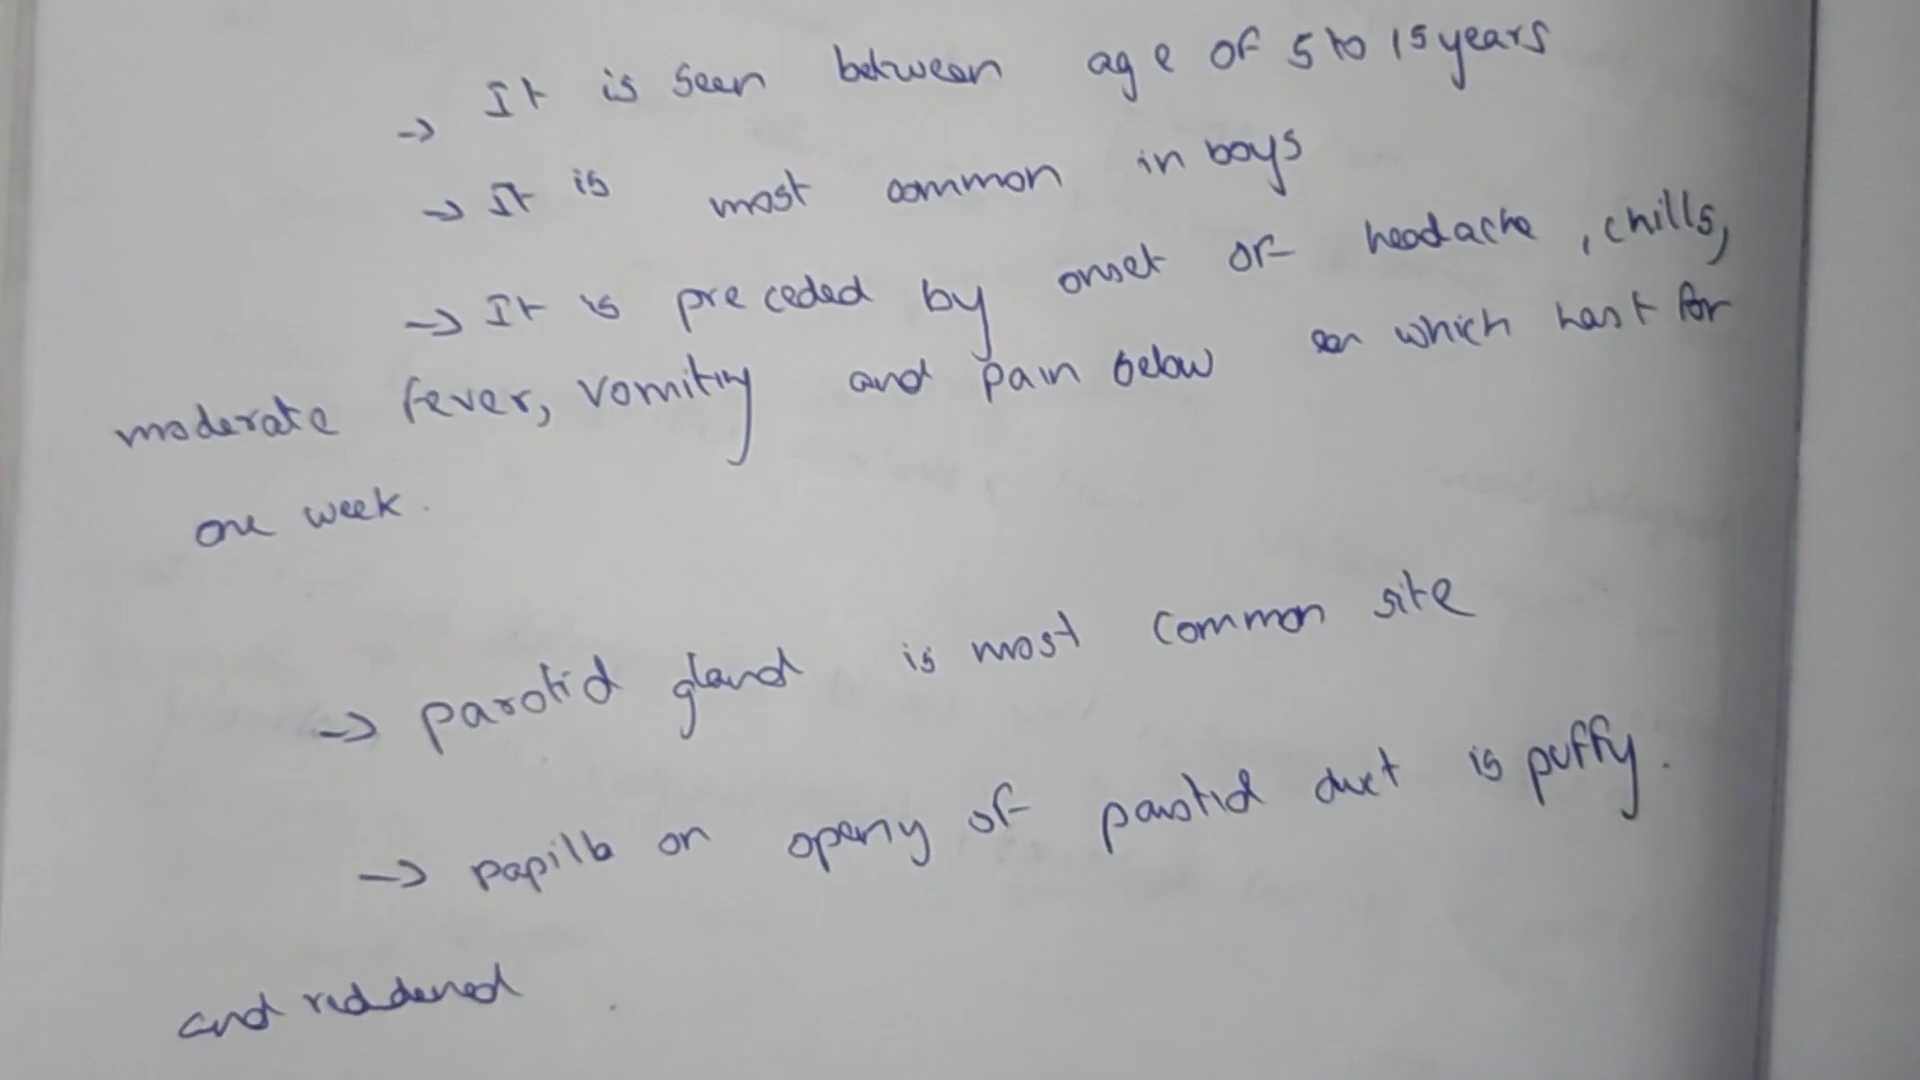 → It is seen between age of 5 to 15 years
→ It is most common in boys
→ It is preceded by onset of headache, chills,
moderate fever, vomiting and pain below ear which hast for
one week.
→ parotid gland is most common site
→ papilla on opening of parotid duct is puffy.
and reddened